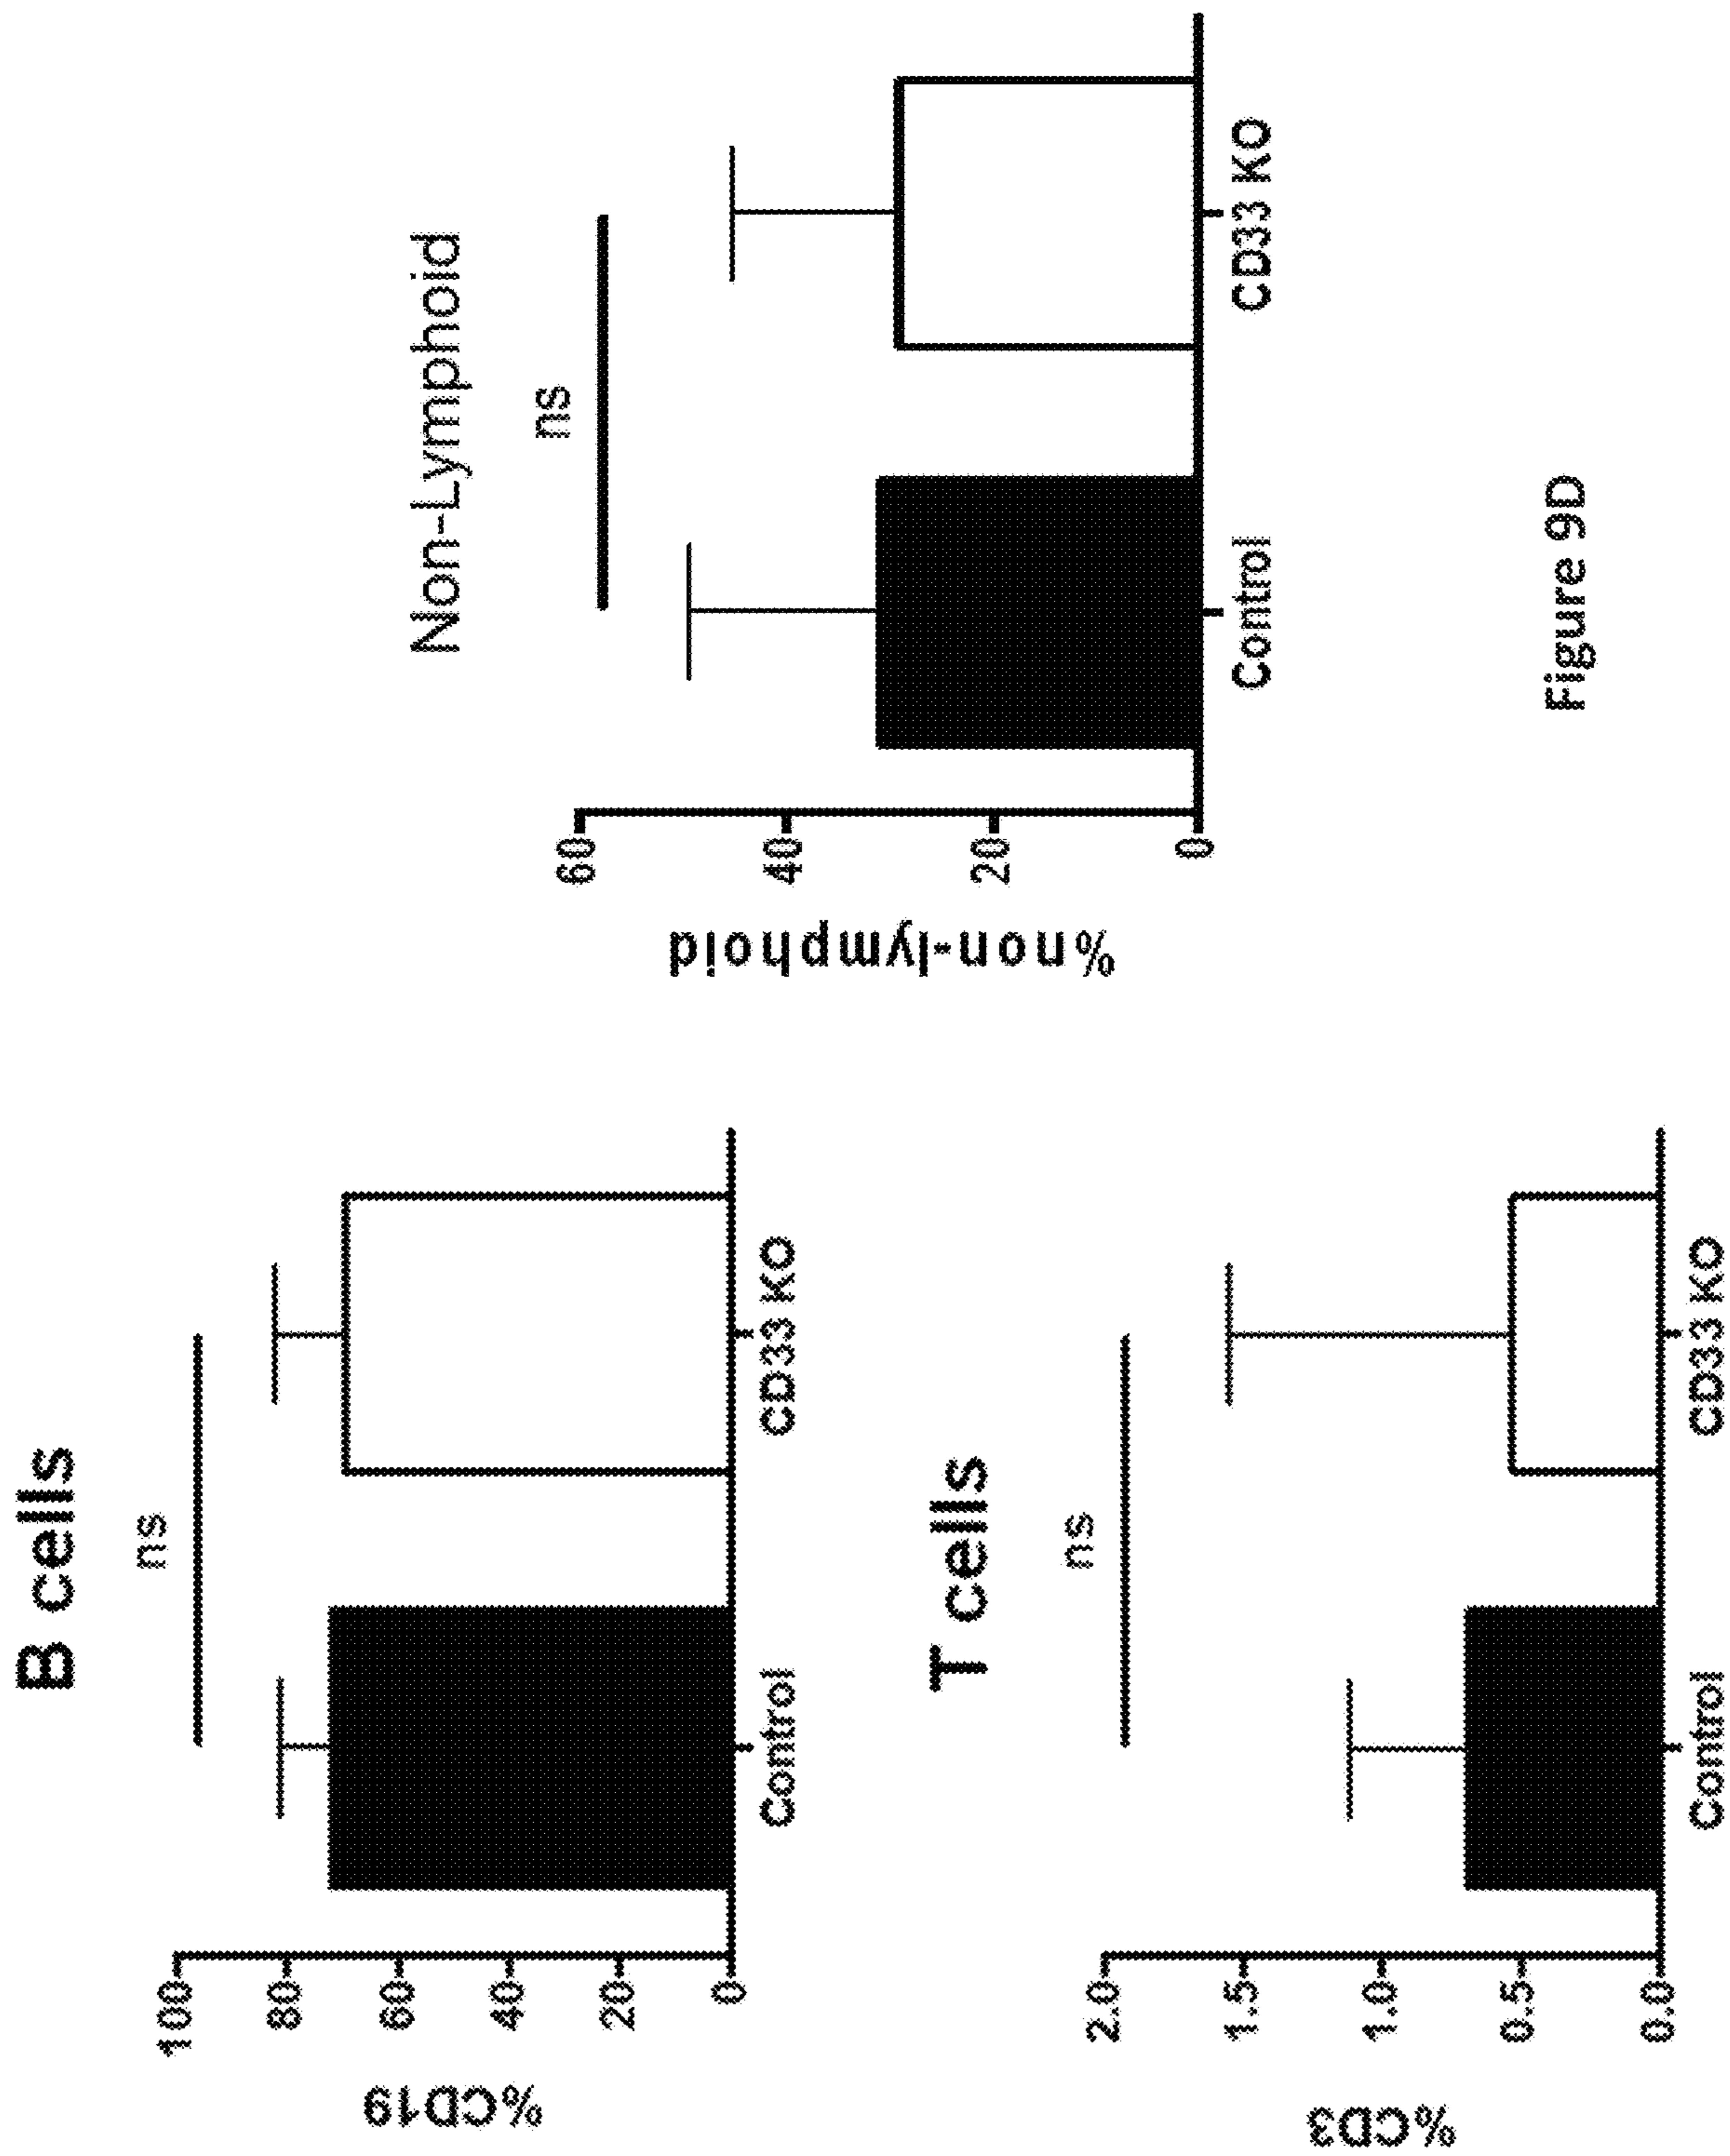 B cells
ns
%CD19
100
80
60
40
20
0
Control
CD33 KO
T cells
ns
%CD3
2.0
1.5
1.0
0.5
0.0
Control
CD33 KO
Non-Lymphoid
ns
%non-lymphoid
60
40
20
0
Control
CD33 KO
Figure 9D